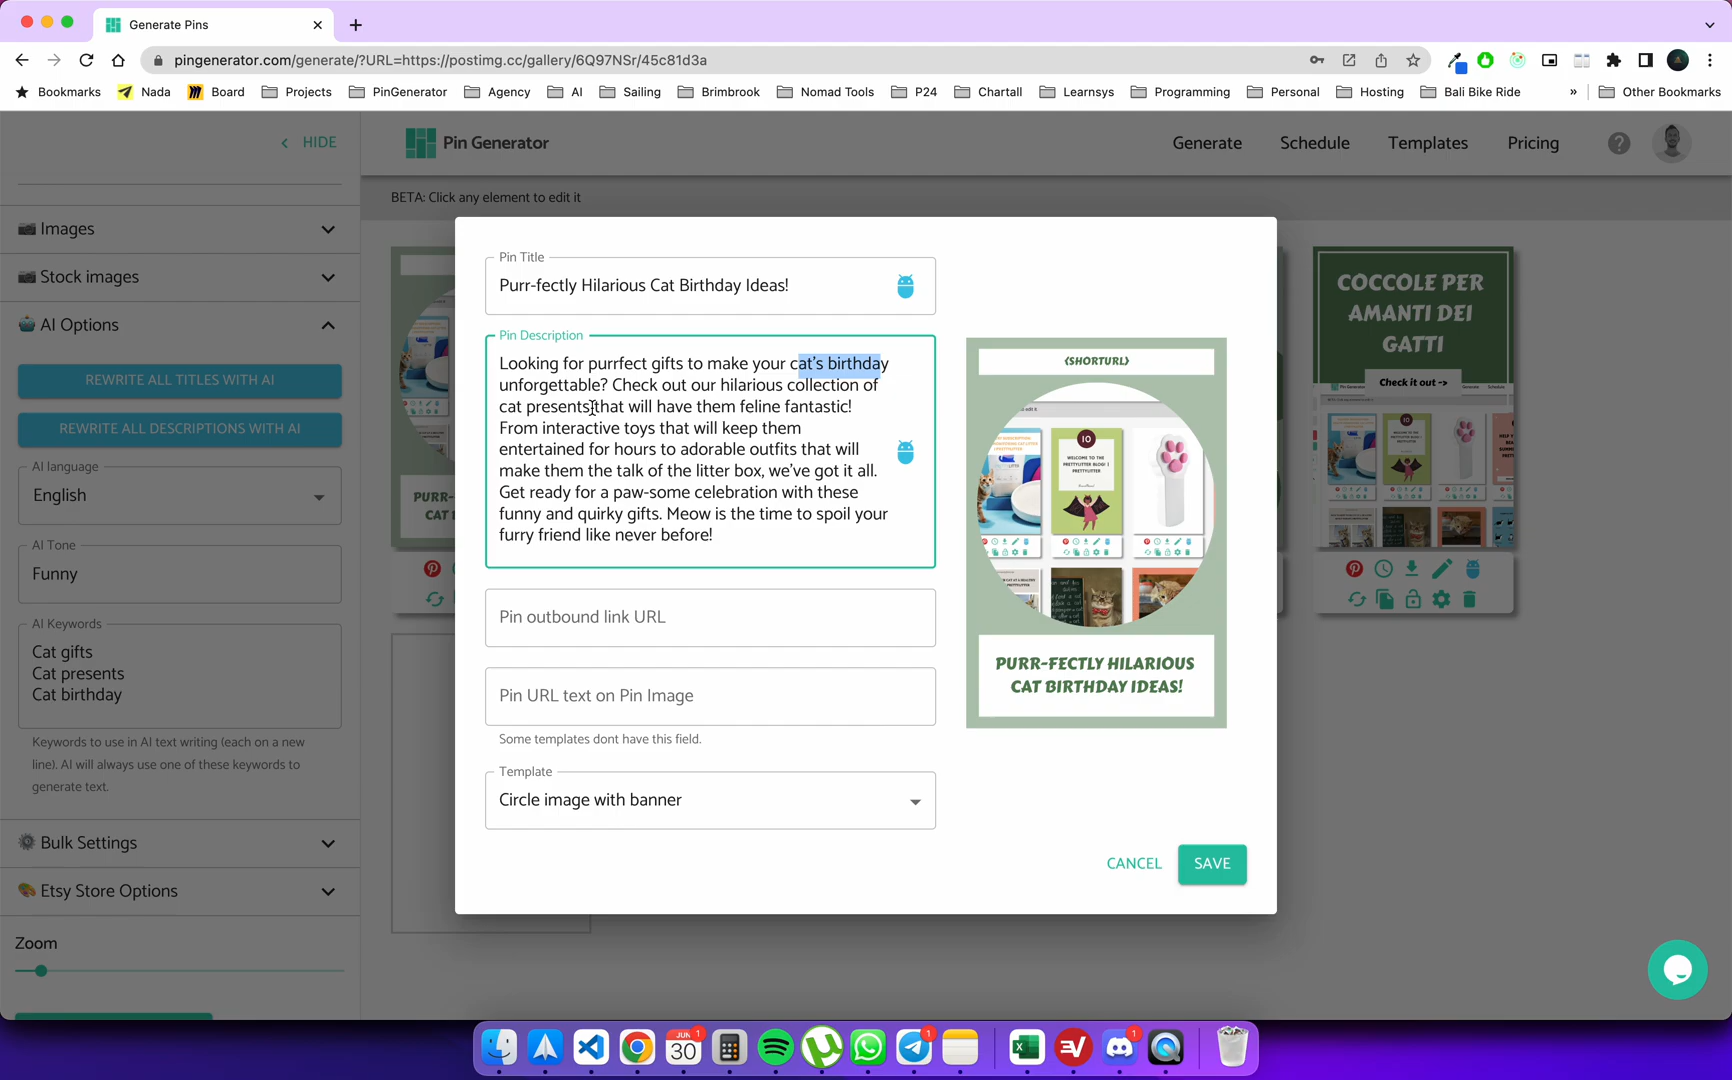 Generate Pins
pingenerator.com/generate/?URL=https://postimg.cc/gallery/6Q97NSr/45c81d3a
Bookmarks
Nada
Board
Projects
PinGenerator
Agency
AI
Sailing
Brimbrook
Nomad Tools
P24
Chartall
Learnsys
Programming
Personal
Hosting
Bali Bike Ride
»
Other Bookmarks
HIDE
Pin Generator
Generate
Schedule
Templates
Pricing
BETA: Click any element to edit it
Images
Stock images
AI Options
REWRITE ALL TITLES WITH AI
REWRITE ALL DESCRIPTIONS WITH AI
AI language
English
AI Tone
Funny
AI Keywords
Cat gifts
Cat presents
Cat birthday
Keywords to use in AI text writing (each on a new
line). AI will always use one of these keywords to
generate text.
Bulk Settings
Etsy Store Options
Zoom
Pin Title
Purr-fectly Hilarious Cat Birthday Ideas!
Pin Description
Looking for purrfect gifts to make your cat's birthday
unforgettable? Check out our hilarious collection of
cat presents that will have them feline fantastic!
From interactive toys that will keep them
entertained for hours to adorable outfits that will
make them the talk of the litter box, we've got it all.
Get ready for a paw-some celebration with these
funny and quirky gifts. Meow is the time to spoil your
furry friend like never before!
Pin outbound link URL
Pin URL text on Pin Image
Some templates dont have this field.
Template
Circle image with banner
CANCEL
SAVE
{SHORTURL}
10
WELCOME TO THE
PRETTYLITTER BLOG! |
PRETTYLITTER
PURR-FECTLY HILARIOUS
CAT BIRTHDAY IDEAS!
COCCOLE PER
AMANTI DEI
GATTI
Check it out ->
JUN
30
1
1
1